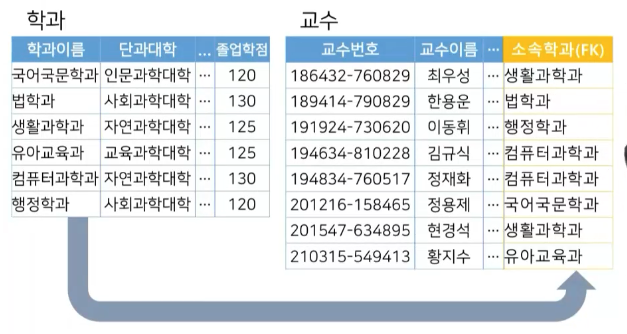 학과
학과이름 단과대학 ... 졸업학점
국어국문학과 인문과학대학 ... 120
법학과 사회과학대학 ... 130
생활과학과 자연과학대학 ... 125
유아교육과 교육과학대학 ... 125
컴퓨터과학과 자연과학대학 ... 130
행정학과 사회과학대학 ... 120
교수
교수번호 교수이름 ... 소속학과(FK)
186432-760829 최우성 ... 생활과학과
189414-790829 한용운 ... 법학과
191924-730620 이동휘 ... 행정학과
194634-810228 김규식 ... 컴퓨터과학과
194834-760517 정재화 ... 컴퓨터과학과
201216-158465 정용제 ... 국어국문학과
201547-634895 현경석 ... 생활과학과
210315-549413 황지수 ... 유아교육과